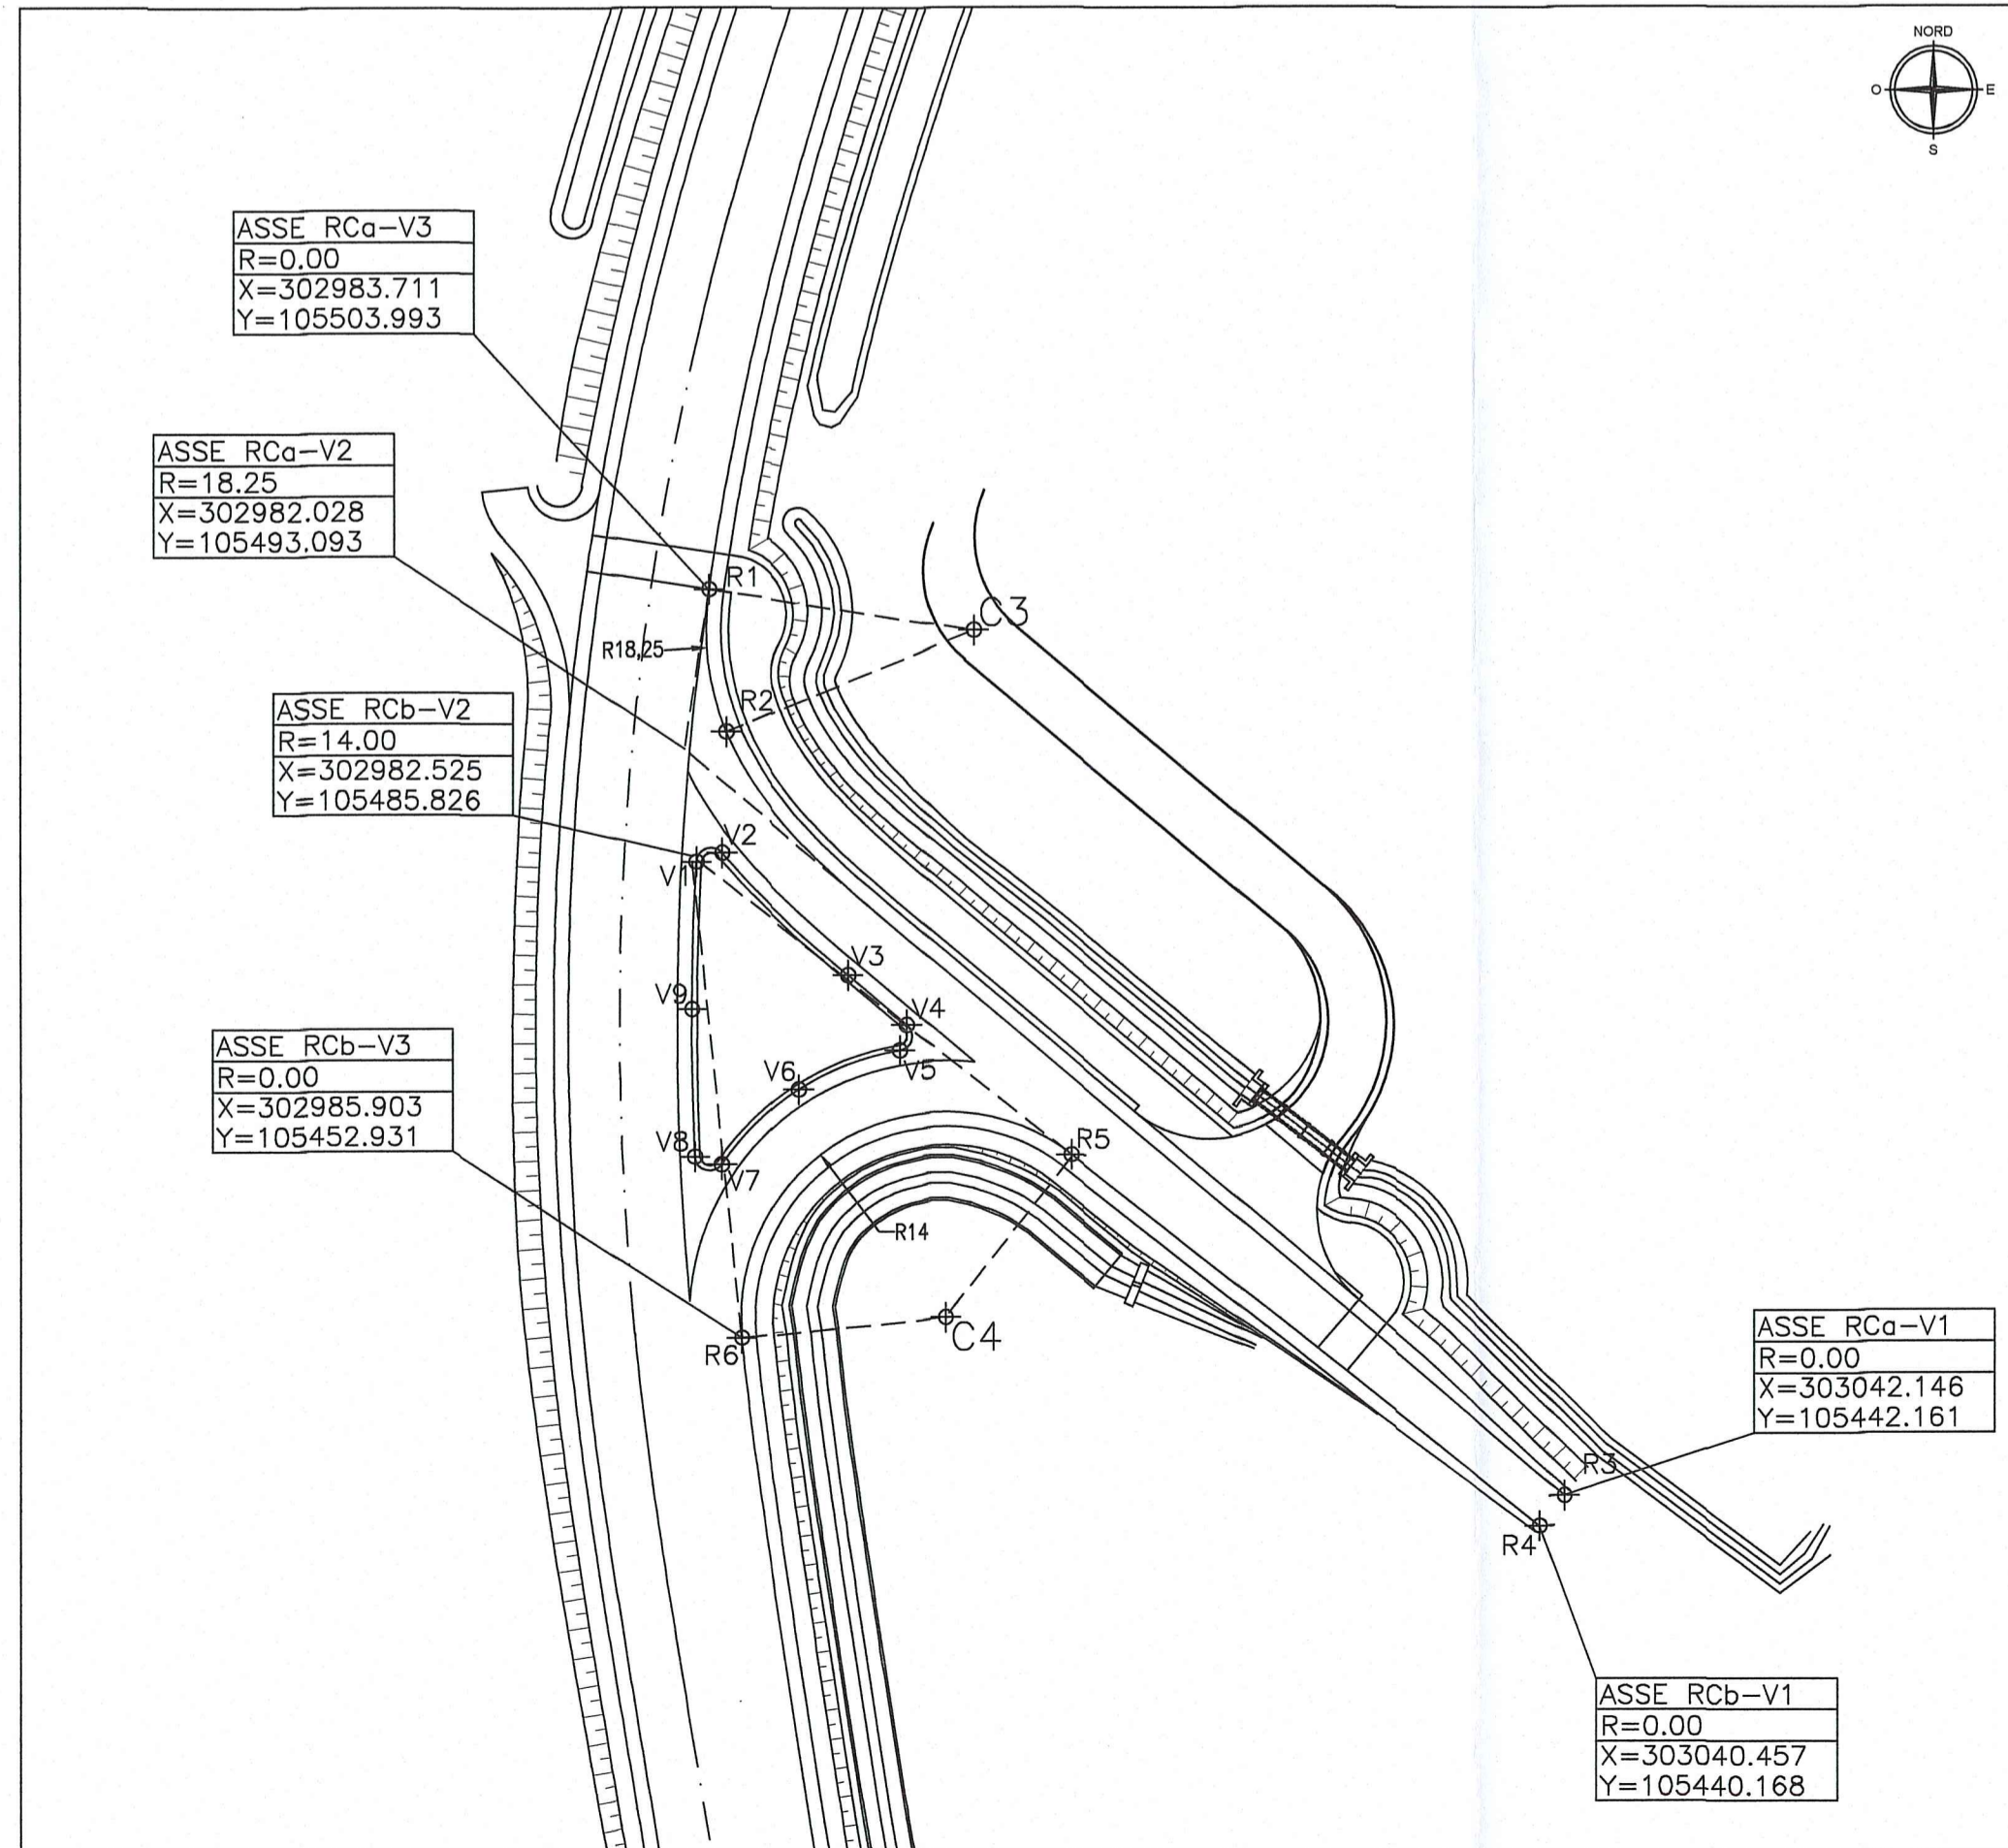 NORD
O
E
S
ASSE RCa-V3
R=0.00
X=302983.711
Y=105503.993
ASSE RCa-V2
R=18.25
X=302982.028
Y=105493.093
R1
C3
R18,25
R2
ASSE RCb-V2
R=14.00
X=302982.525
Y=105485.826
V2
V1
V3
V9
V4
V5
V6
ASSE RCb-V3
R=0.00
X=302985.903
Y=105452.931
V8
V7
R5
R14
C4
R6
ASSE RCa-V1
R=0.00
X=303042.146
Y=105442.161
R3
R4
ASSE RCb-V1
R=0.00
X=303040.457
Y=105440.168